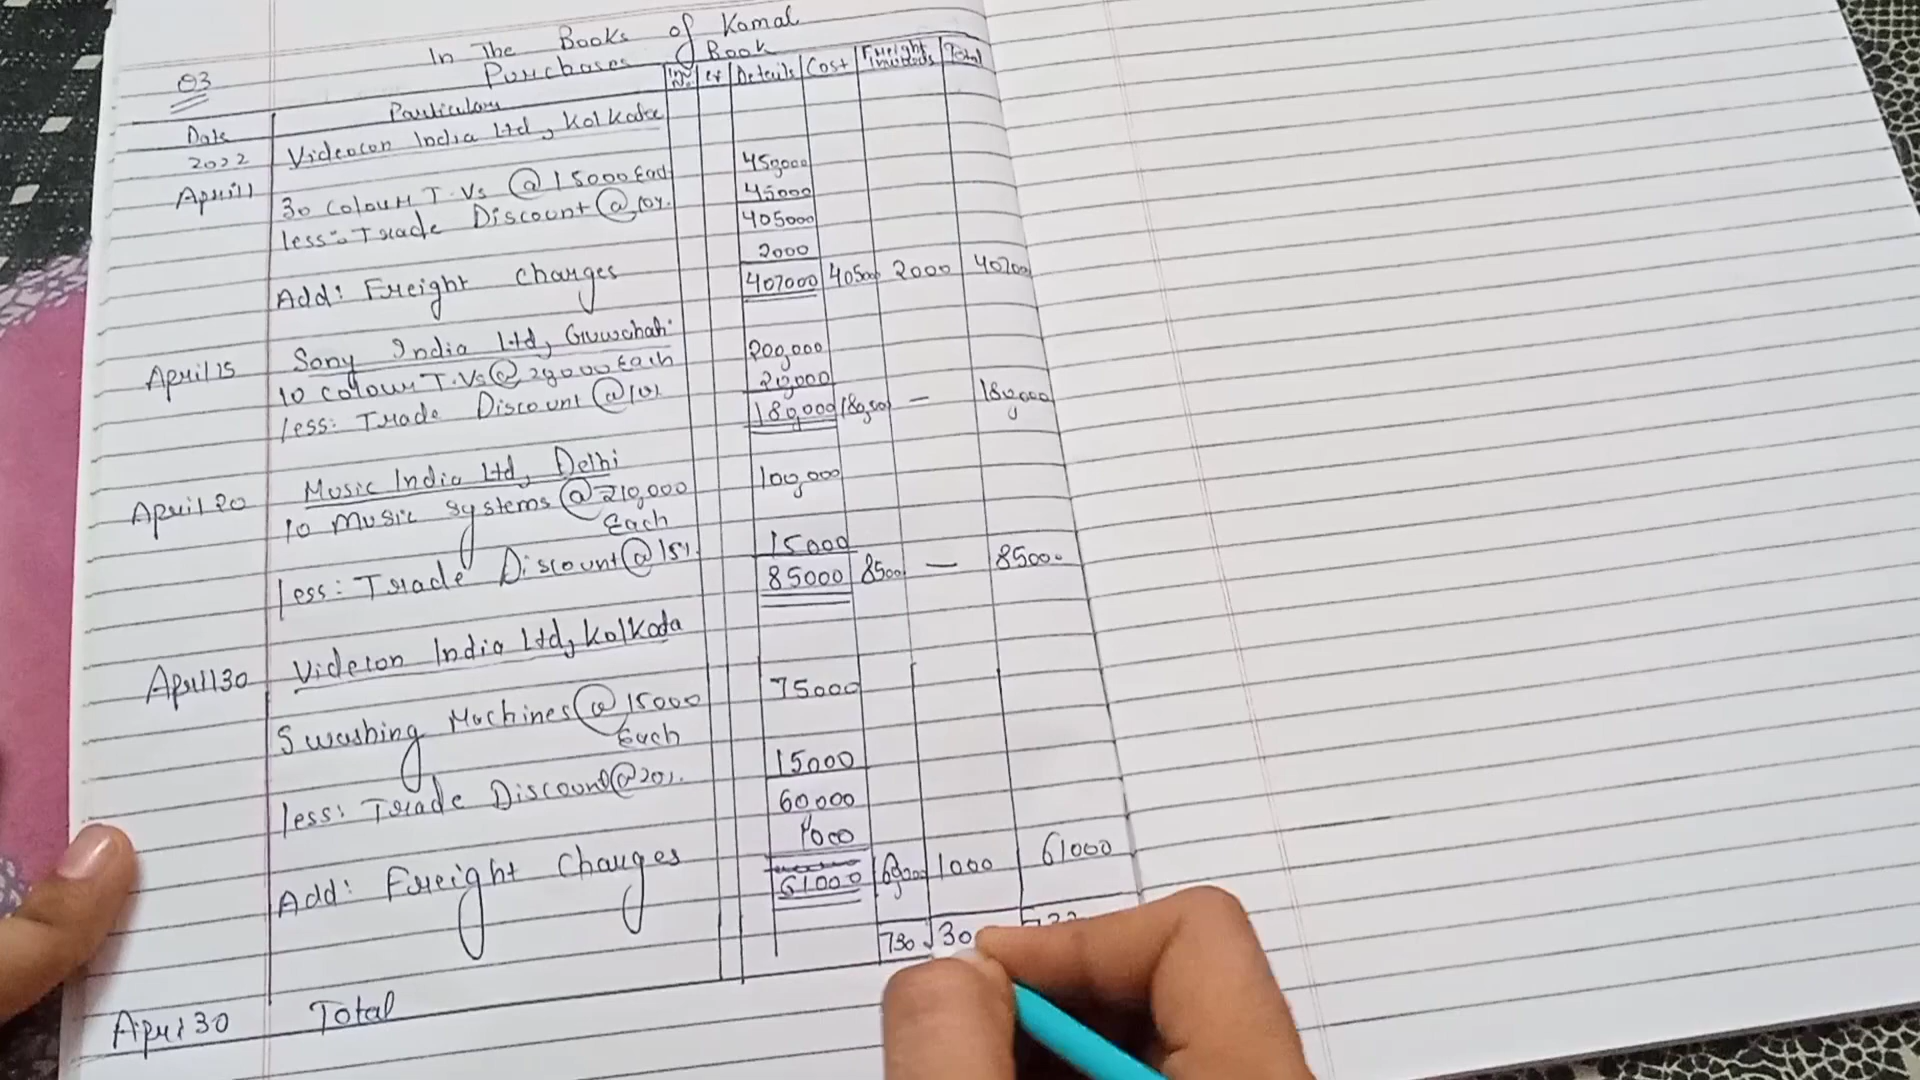 In The Books of Kamal
Purchases Book
Q3
Date Particulars Details Cost Total
2022 Videocon India Ltd, Kolkata
April 1
30 colour T.Vs @ 15000 Each 450000
less: Trade Discount @ 10% 45000
405000
2000
Add: Freight Charges 407000 405000 2000 407000
April 15 Sony India Ltd, Guwahati
10 colour T.Vs @ Each 200,000
less: Trade Discount @ 10% 20,000
180,000 180,000 — 180,000
April 20 Music India Ltd, Delhi
10 Music Systems @ ₹10,000 Each 100,000
less: Trade Discount @ 15% 15000
85000 8500 — 85000
April 30 Videcon India Ltd, Kolkata
5 washing Machines @ 15000 Each 75000
less: Trade Discount @ 20% 15000
60000
1000
Add: Freight Charges 61000 60000 1000 61000
730 30
April 30 Total